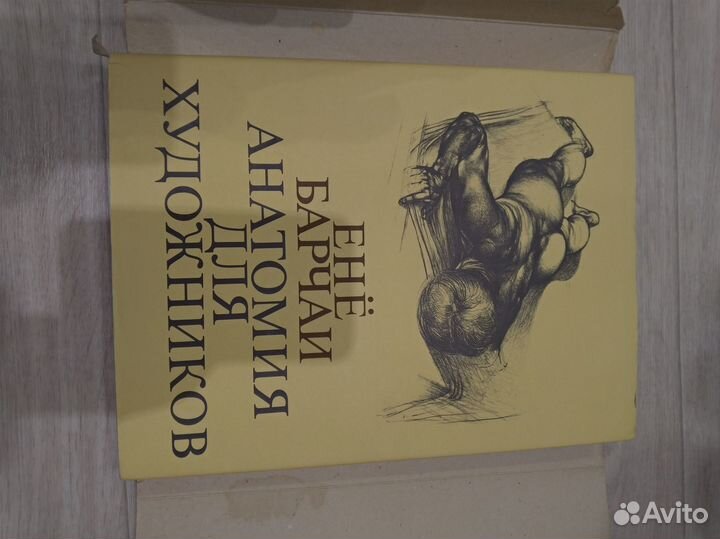 ЕНЁ
БАРЧАИ
АНАТОМИЯ
ДЛЯ
ХУДОЖНИКОВ
Avito